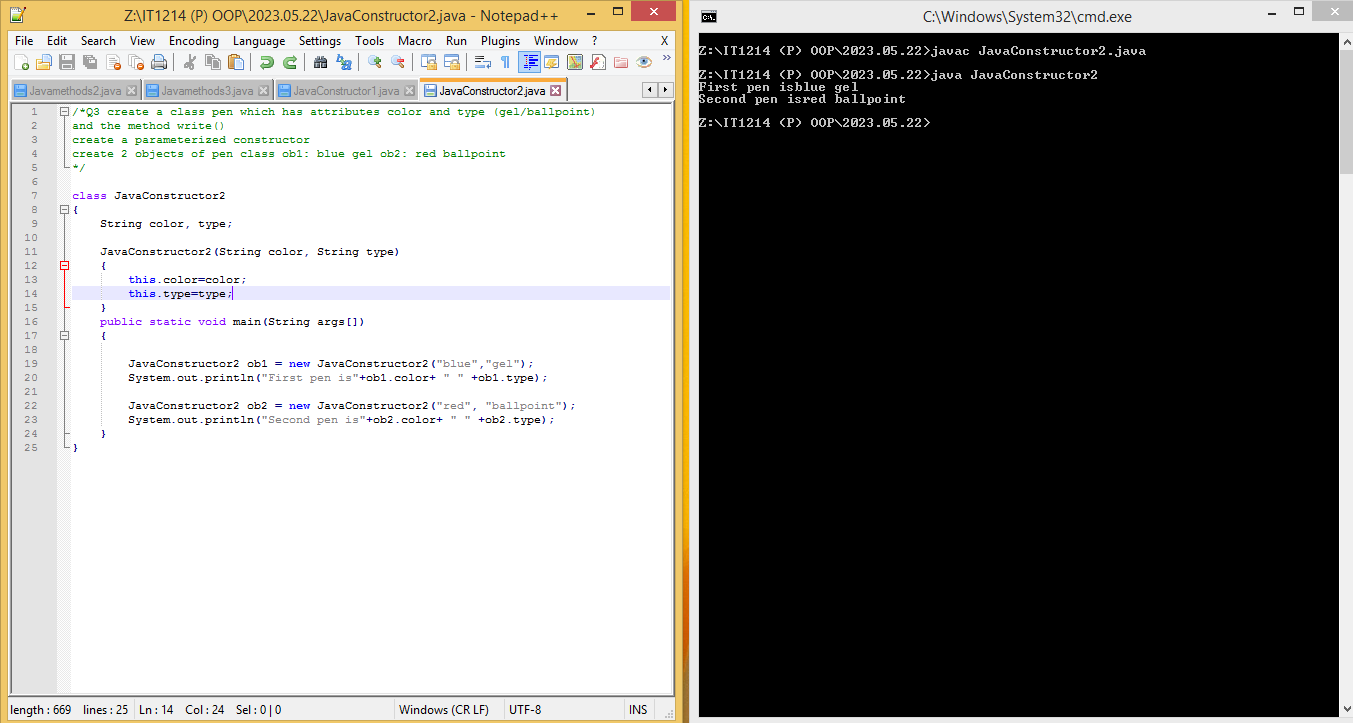 Z:\IT1214 (P) OOP\2023.05.22\JavaConstructor2.java - Notepad++
File Edit Search View Encoding Language Settings Tools Macro Run Plugins Window ? X
Javamethods2.java Javamethods3.java JavaConstructor1.java JavaConstructor2.java
1 /*Q3 create a class pen which has attributes color and type (gel/ballpoint)
2 and the method write()
3 create a parameterized constructor
4 create 2 objects of pen class ob1: blue gel ob2: red ballpoint
5 */
6
7 class JavaConstructor2
8 {
9 String color, type;
10
11 JavaConstructor2(String color, String type)
12 {
13 this.color=color;
14 this.type=type;
15 }
16 public static void main(String args[])
17 {
18
19 JavaConstructor2 ob1 = new JavaConstructor2("blue","gel");
20 System.out.println("First pen is"+ob1.color+ " " +ob1.type);
21
22 JavaConstructor2 ob2 = new JavaConstructor2("red", "ballpoint");
23 System.out.println("Second pen is"+ob2.color+ " " +ob2.type);
24 }
25 }
length : 669 lines : 25 Ln : 14 Col : 24 Sel : 0 | 0 Windows (CR LF) UTF-8 INS
C:\Windows\System32\cmd.exe
Z:\IT1214 (P) OOP\2023.05.22>javac JavaConstructor2.java
Z:\IT1214 (P) OOP\2023.05.22>java JavaConstructor2
First pen isblue gel
Second pen isred ballpoint
Z:\IT1214 (P) OOP\2023.05.22>